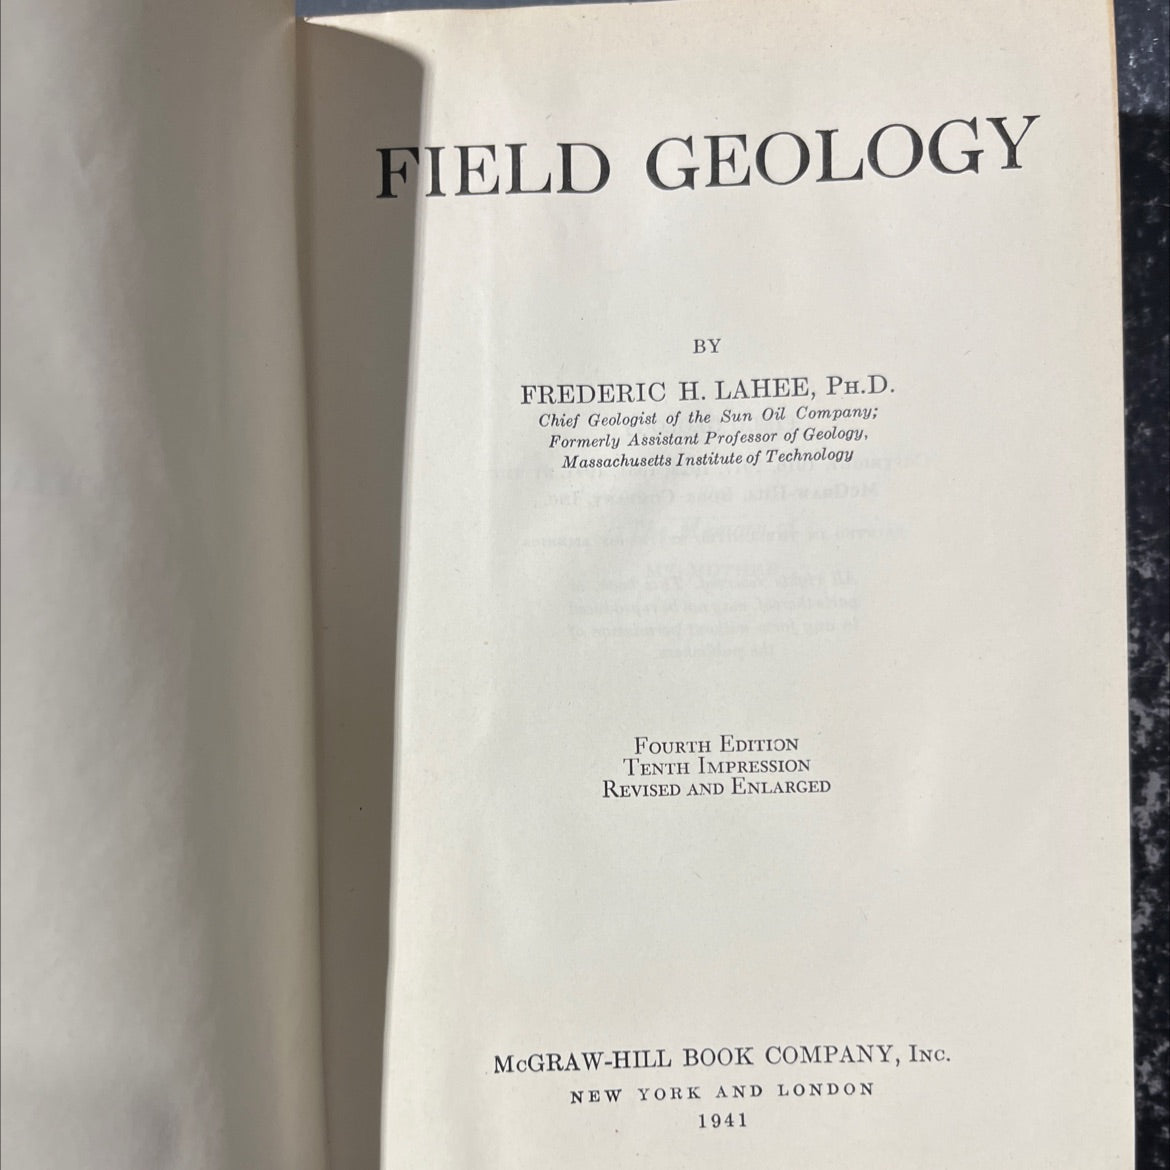 FIELD GEOLOGY
BY
FREDERIC H. LAHEE, PH.D.
Chief Geologist of the Sun Oil Company;
Formerly Assistant Professor of Geology,
Massachusetts Institute of Technology
FOURTH EDITION
TENTH IMPRESSION
REVISED AND ENLARGED
McGRAW-HILL BOOK COMPANY, INC.
NEW YORK AND LONDON
1941